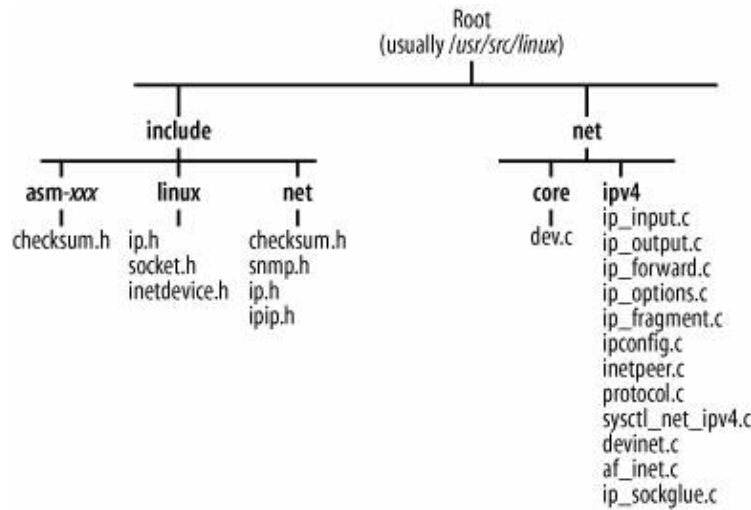 Root
(usually /usr/src/linux)
include
net
asm-xxx
linux
net
core
ipv4
checksum.h
ip.h
socket.h
inetdevice.h
checksum.h
snmp.h
ip.h
ipip.h
dev.c
ip_input.c
ip_output.c
ip_forward.c
ip_options.c
ip_fragment.c
ipconfig.c
inetpeer.c
protocol.c
sysctl_net_ipv4.c
devinet.c
af_inet.c
ip_sockglue.c